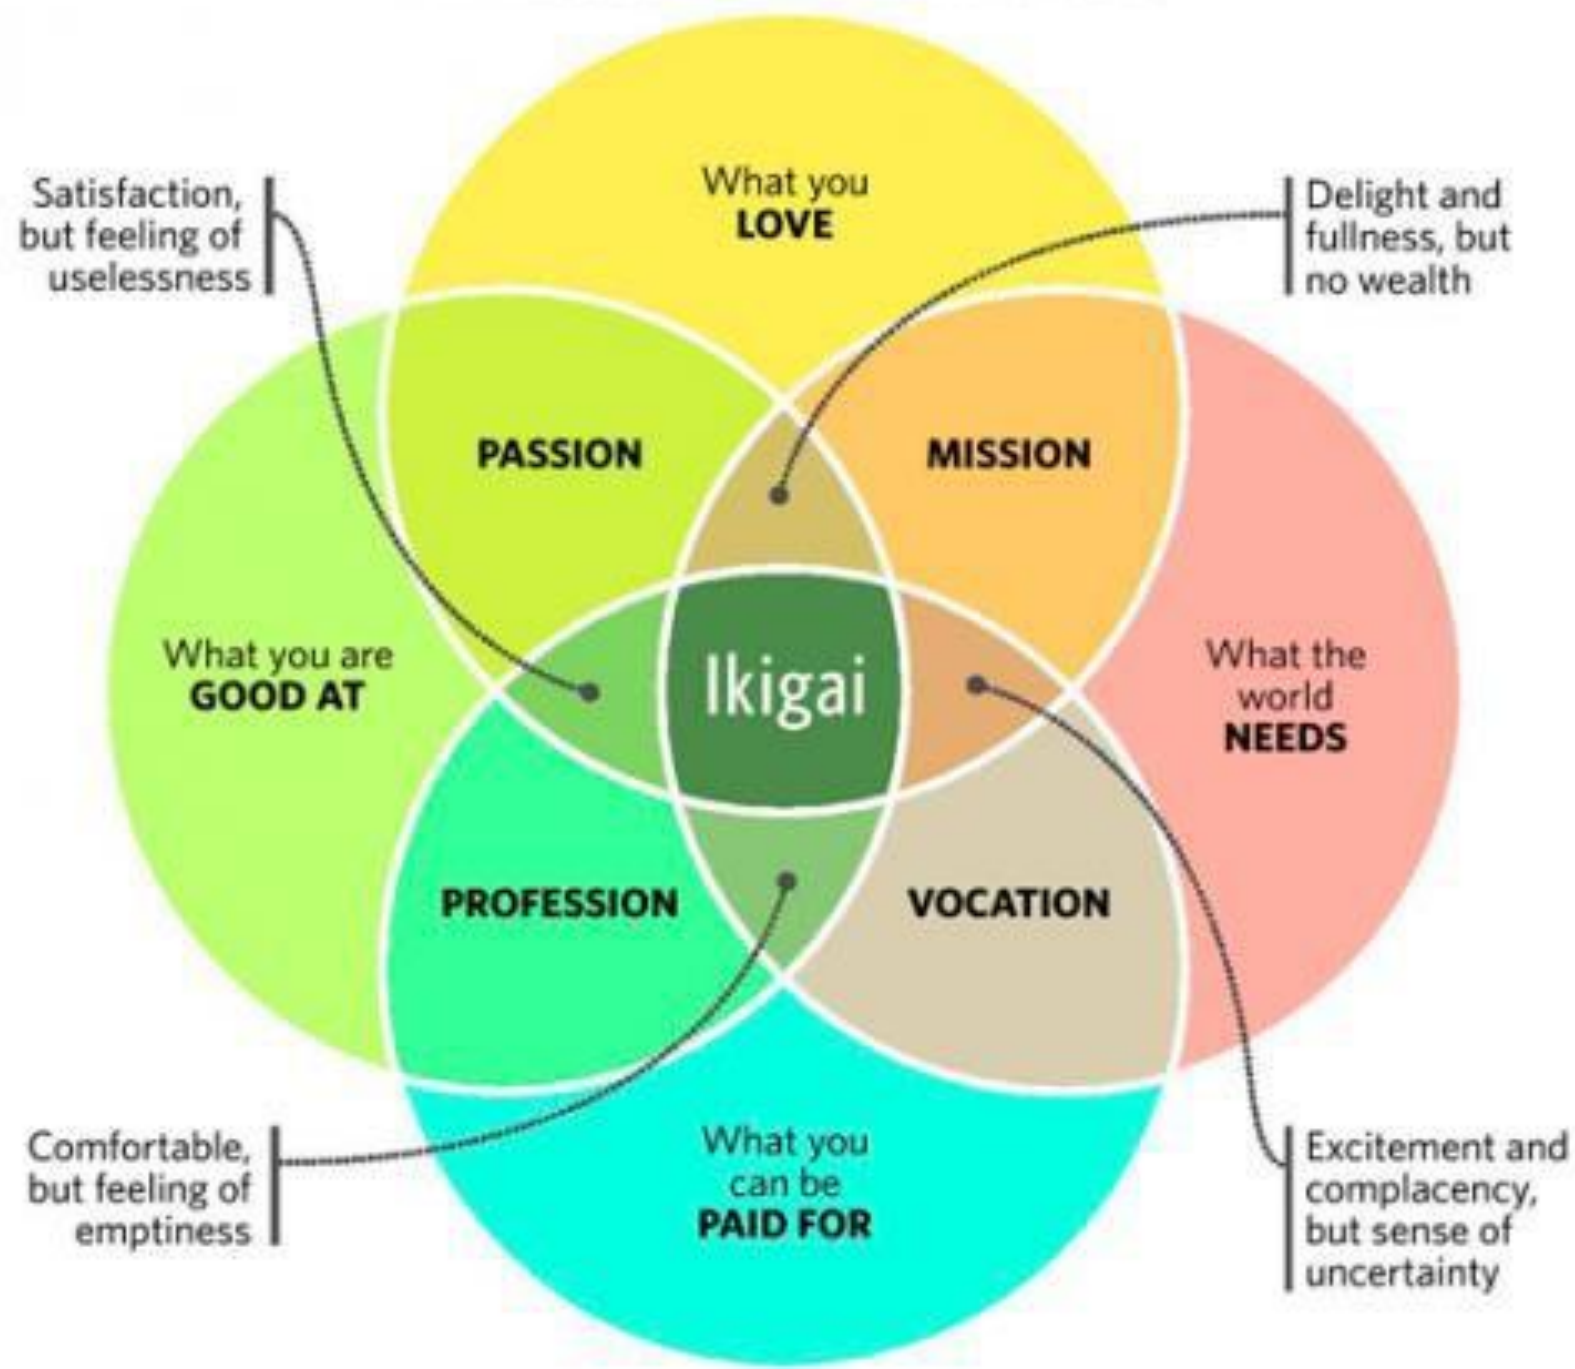 What you
LOVE
Satisfaction,
but feeling of
uselessness
Delight and
fullness, but
no wealth
PASSION
MISSION
What you are
GOOD AT
Ikigai
What the
world
NEEDS
PROFESSION
VOCATION
Comfortable,
but feeling of
emptiness
What you
can be
PAID FOR
Excitement and
complacency,
but sense of
uncertainty